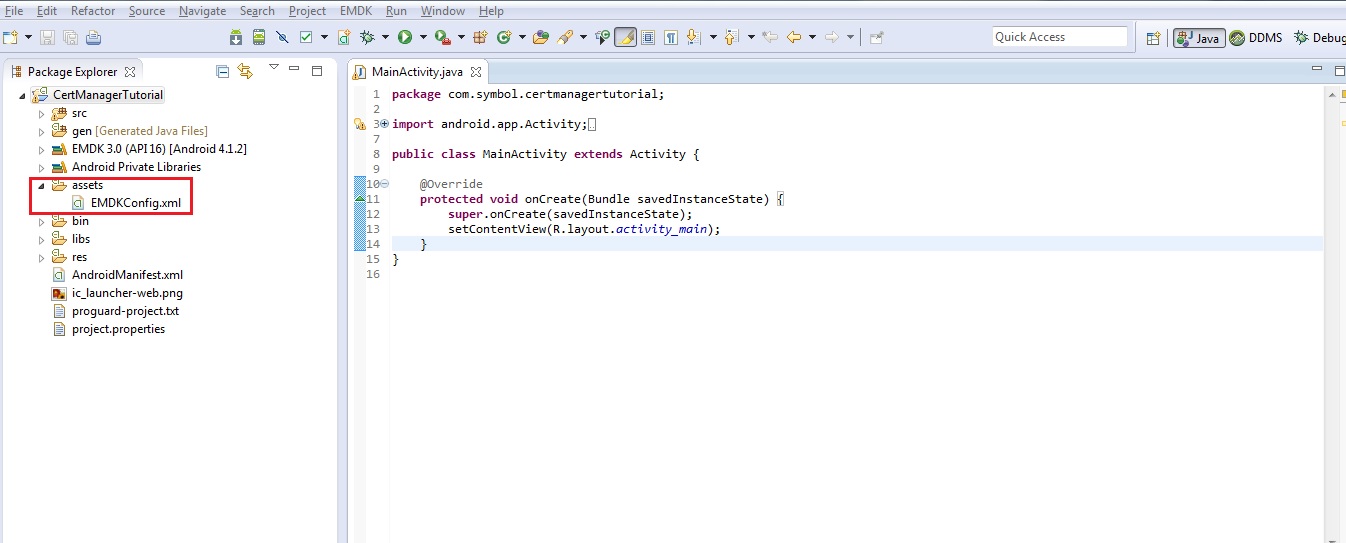 File Edit Refactor Source Navigate Search Project EMDK Run Window Help
Quick Access Java DDMS Debug
Package Explorer
CertManagerTutorial
src
gen [Generated Java Files]
EMDK 3.0 (API 16) [Android 4.1.2]
Android Private Libraries
assets
EMDKConfig.xml
bin
libs
res
AndroidManifest.xml
ic_launcher-web.png
proguard-project.txt
project.properties
MainActivity.java
1 package com.symbol.certmanagertutorial;
2
3 import android.app.Activity;
7
8 public class MainActivity extends Activity {
9
10 @Override
11 protected void onCreate(Bundle savedInstanceState) {
12 super.onCreate(savedInstanceState);
13 setContentView(R.layout.activity_main);
14 }
15 }
16